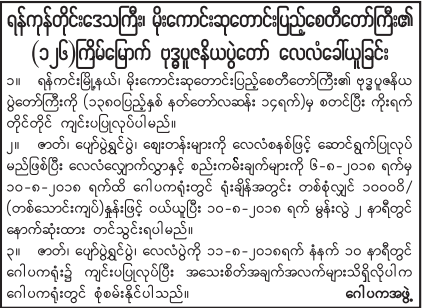 ရန်ကုန်တိုင်းဒေသကြီး၊ မိုးကောင်းဆုတောင်းပြည့်စေတီတော်ကြီး၏
(၁၂၆)ကြိမ်မြောက် ဗုဒ္ဓပူဇနိယပွဲတော် လေလံခေါ်ယူခြင်း
၁။ ရန်ကင်းမြို့နယ်၊ မိုးကောင်းဆုတောင်းပြည့်စေတီတော်ကြီး၏ ဗုဒ္ဓပူဇနိယ
ပွဲတော်ကြီးကို (၁၃၈၀ပြည့်နှစ် နတ်တော်လဆန်း ၁၄ရက်)မှ စတင်ပြီး ကိုးရက်
တိုင်တိုင် ကျင်းပပြုလုပ်ပါမည်။
၂။ ဇာတ်၊ ပျော်ပွဲရွှင်ပွဲ၊ ဈေးတန်းများကို လေလံစနစ်ဖြင့် ဆောင်ရွက်ပြုလုပ်
မည်ဖြစ်ပြီး လေလံလျှောက်လွှာနှင့် စည်းကမ်းချက်များကို ၆-၈-၂၀၁၈ ရက်မှ
၁၀-၈-၂၀၁၈ ရက်ထိ ဂေါပကရုံးတွင် ရုံးချိန်အတွင်း တစ်စုံလျှင် ၁၀၀၀ဝိ/
(တစ်သောင်းကျပ်)နှုန်းဖြင့် ဝယ်ယူပြီး ၁၀-၈-၂၀၁၈ ရက် မွန်းလွဲ ၂ နာရီတွင်
နောက်ဆုံးထား တင်သွင်းရပါမည်။
၃။ ဇာတ်၊ ပျော်ပွဲရွှင်ပွဲ၊ လေလံပွဲကို ၁၁-၈-၂၀၁၈ရက် နံနက် ၁၀ နာရီတွင်
ဂေါပကရုံး၌ ကျင်းပပြုလုပ်ပြီး အသေးစိတ်အချက်အလက်များသိရှိလိုပါက
ဂေါပကရုံးတွင် စုံစမ်းနိုင်ပါသည်။ ဂေါပကအဖွဲ့